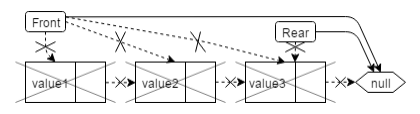 Front
Rear
value1
value2
value3
null